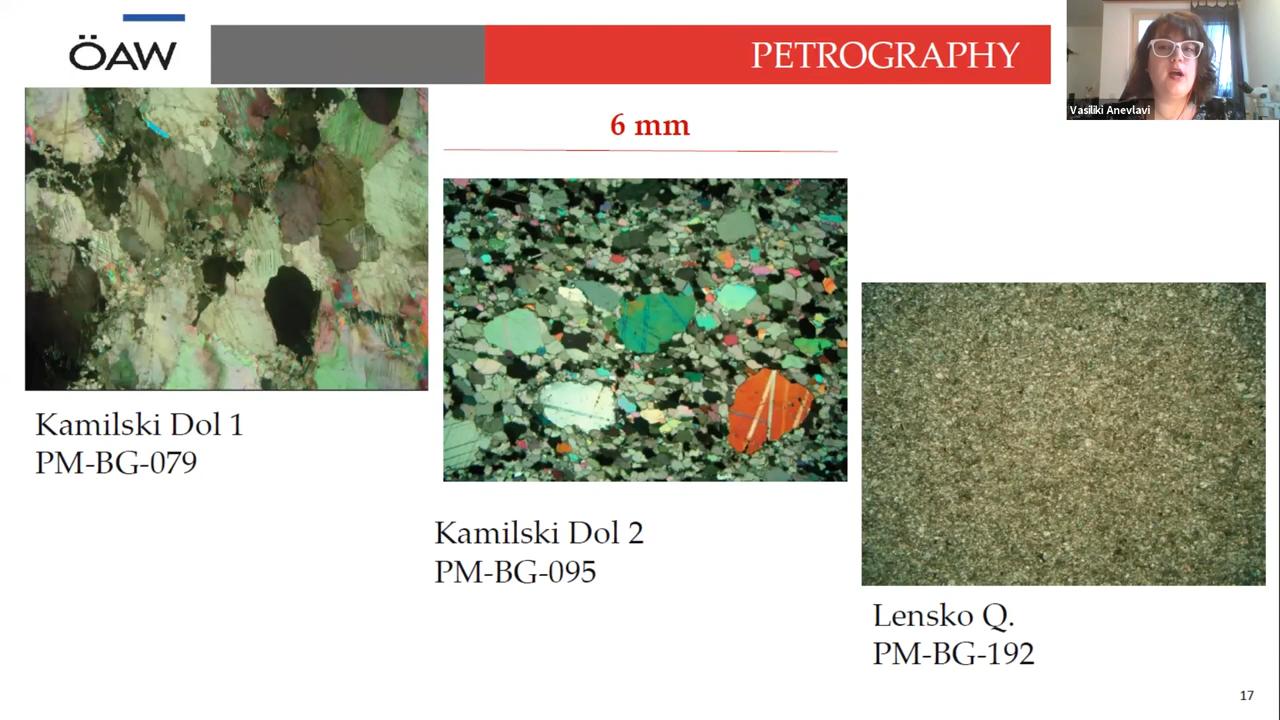 ÖAW
PETROGRAPHY
Vasiliki Anevlavi
6 mm
Kamilski Dol 1
PM-BG-079
Kamilski Dol 2
PM-BG-095
Lensko Q.
PM-BG-192
17